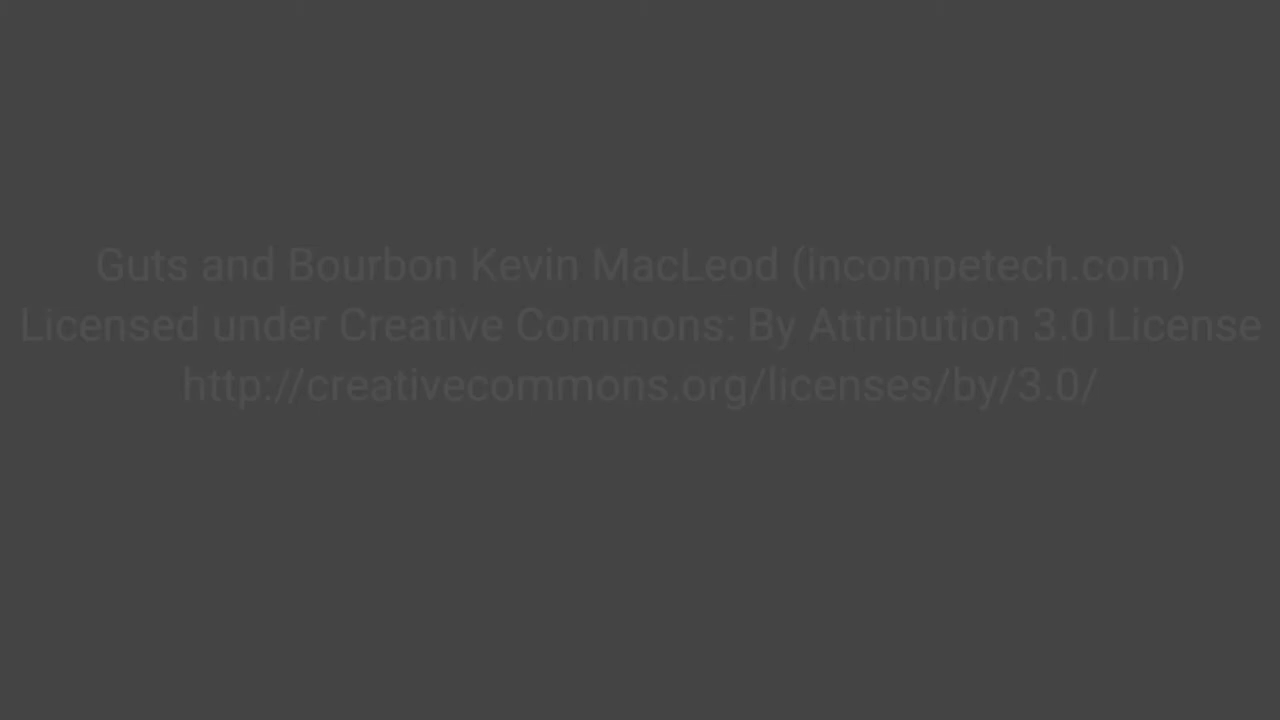 Guts and Bourbon Kevin MacLeod (incompetech.com)
Licensed under Creative Commons: By Attribution 3.0 License
http://creativecommons.org/licenses/by/3.0/